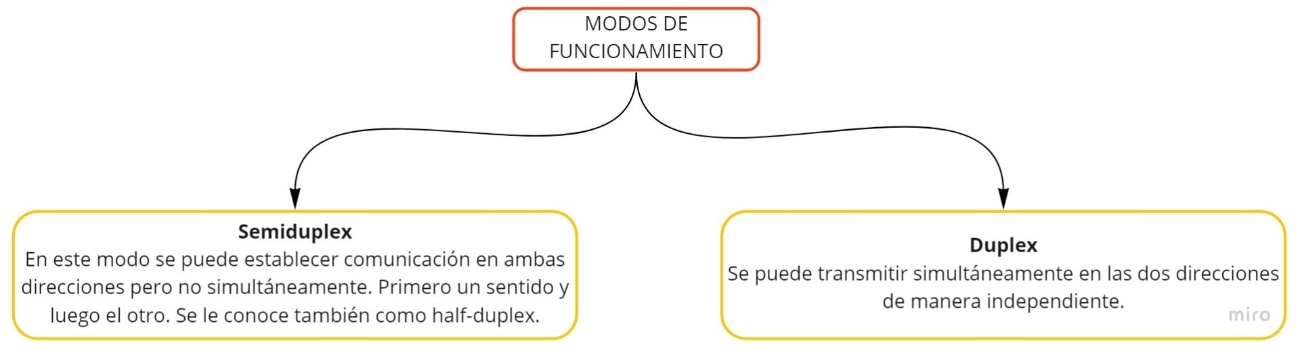 MODOS DE
FUNCIONAMIENTO
Semiduplex
En este modo se puede establecer comunicación en ambas
direcciones pero no simultáneamente. Primero un sentido y
luego el otro. Se le conoce también como half-duplex.
Duplex
Se puede transmitir simultáneamente en las dos direcciones
de manera independiente.
miro